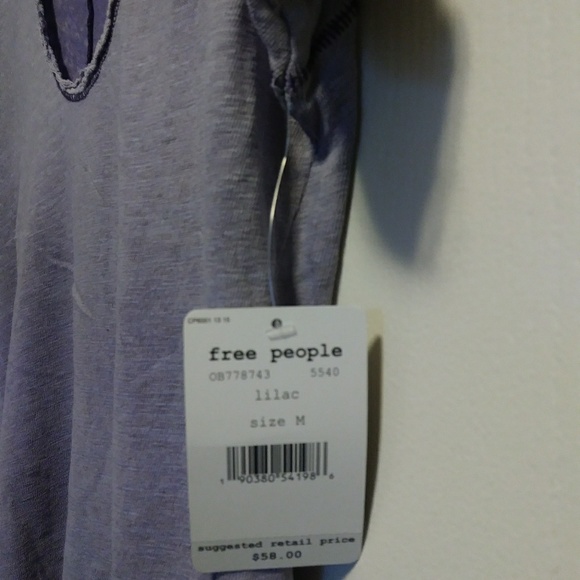 free people
OB778743 5540
lilac
size M
1 90380 54198 6
suggested retail price
$58.00